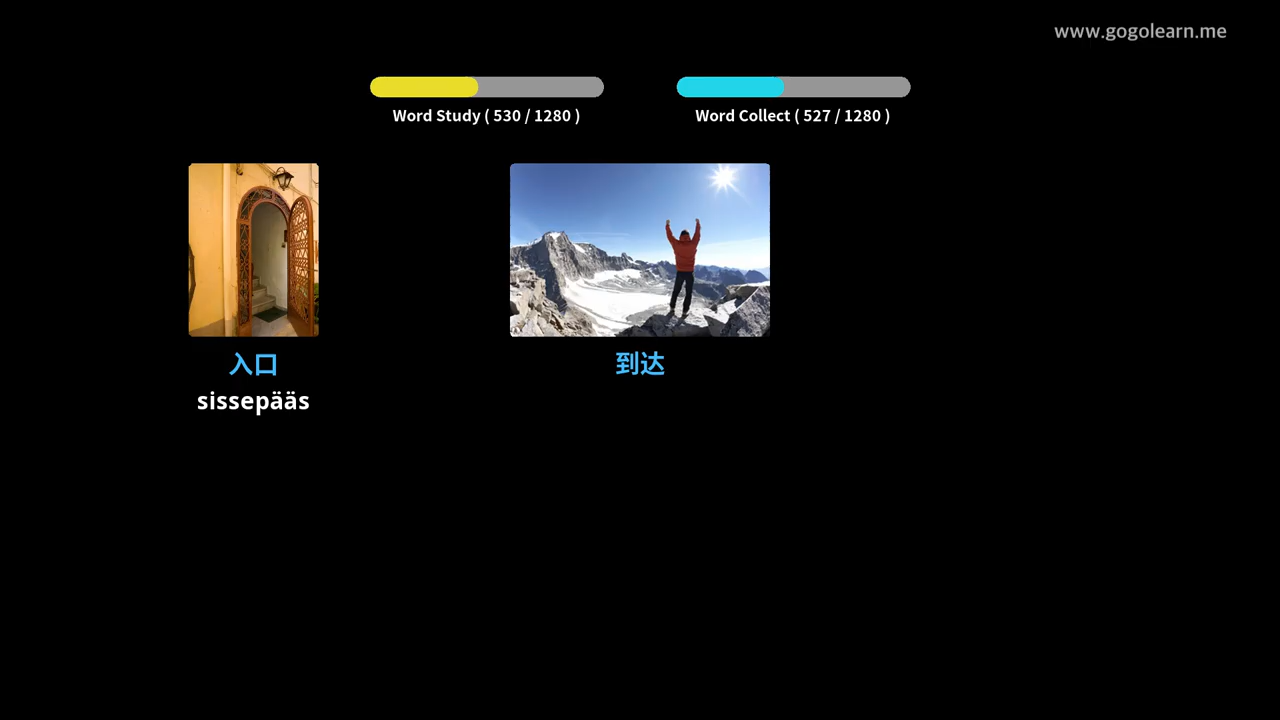 www.gogolearn.me
Word Study ( 530 / 1280 )
Word Collect ( 527 / 1280 )
入口
sissepääs
到达